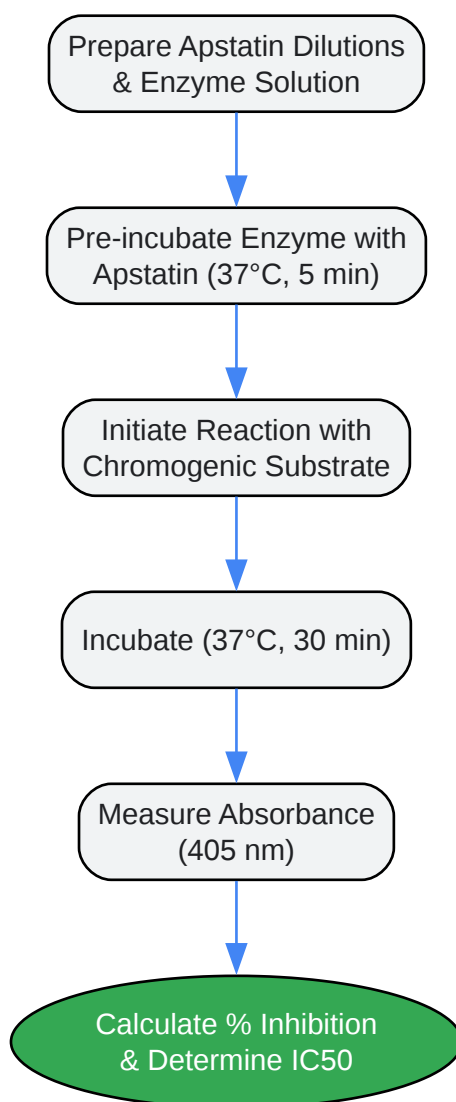 Prepare Apstatin Dilutions
& Enzyme Solution
Pre-incubate Enzyme with
Apstatin (37°C, 5 min)
Initiate Reaction with
Chromogenic Substrate
Incubate (37°C, 30 min)
Measure Absorbance
(405 nm)
Calculate % Inhibition
& Determine IC50